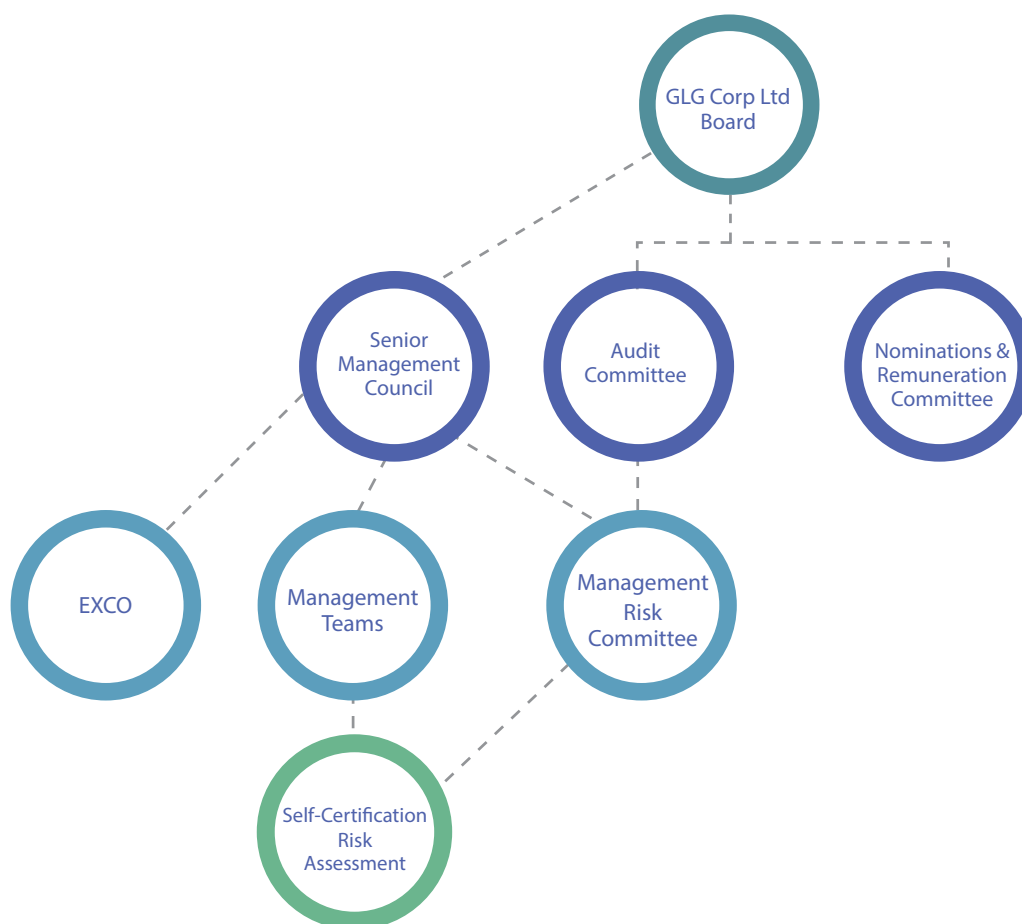 GLG Corp Ltd
Board
Senior
Management
Council
Audit
Committee
Nominations &
Remuneration
Committee
EXCO
Management
Teams
Management
Risk
Committee
Self-Certification
Risk
Assessment